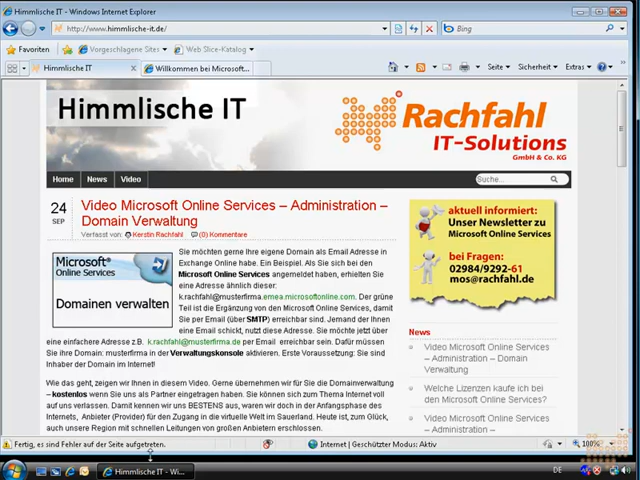 Himmlische IT - Windows Internet Explorer
http://www.himmlische-it.de/
Bing
Favoriten
Vorgeschlagene Sites
Web Slice-Katalog
Himmlische IT
Willkommen bei Microsoft...
Seite
Sicherheit
Extras
Himmlische IT
Rachfahl
IT-Solutions
GmbH & Co. KG
Home
News
Video
Suche...
24
SEP
Video Microsoft Online Services – Administration –
Domain Verwaltung
Verfasst von:
Kerstin Rachfahl
(0) Kommentare
Microsoft®
Online Services
Domainen verwalten
Sie möchten gerne ihre eigene Domain als Email Adresse in
Exchange Online habe. Ein Beispiel. Als Sie sich bei den
Microsoft Online Services angemeldet haben, erhielten Sie
eine Adresse ähnlich dieser:
k.rachfahl@musterfirma.emea.microsoftonline.com. Der grüne
Teil ist die Ergänzung von den Microsoft Online Services, damit
Sie per Email (über SMTP) erreichbar sind. Jemand der Ihnen
eine Email schickt, nutzt diese Adresse. Sie möchte jetzt über
eine einfachere Adresse z.B. k.rachfahl@musterfirma.de per Email erreichbar sein. Dafür müssen
Sie ihre Domain: musterfirma in der Verwaltungskonsole aktivieren. Erste Voraussetzung: Sie sind
Inhaber der Domain im Internet!
Wie das geht, zeigen wir Ihnen in diesem Video. Gerne übernehmen wir für Sie die Domainverwaltung
– kostenlos wenn Sie uns als Partner eingetragen haben. Sie können sich zum Thema Internet voll
auf uns verlassen. Damit kennen wir uns BESTENS aus, waren wir doch in der Anfangsphase des
Internets, Anbieter (Provider) für den Zugang in die virtuelle Welt im Sauerland. Heute sind wir, zum Glück,
auch unsere Region mit schnellen Leitungen von großen Anbietern erschlossen.
aktuell informiert:
Unser Newsletter zu
Microsoft Online Services
bei Fragen:
02984/9292-61
mos@rachfahl.de
News
Video Microsoft Online Services
– Administration – Domain
Verwaltung
Welche Lizenzen kaufe ich bei
den Microsoft Online Services?
Video Microsoft Online Services
– Administration –
Fertig, es sind Fehler auf der Seite aufgetreten.
Internet | Geschützter Modus: Aktiv
100%
Himmlische IT - Wi...
DE